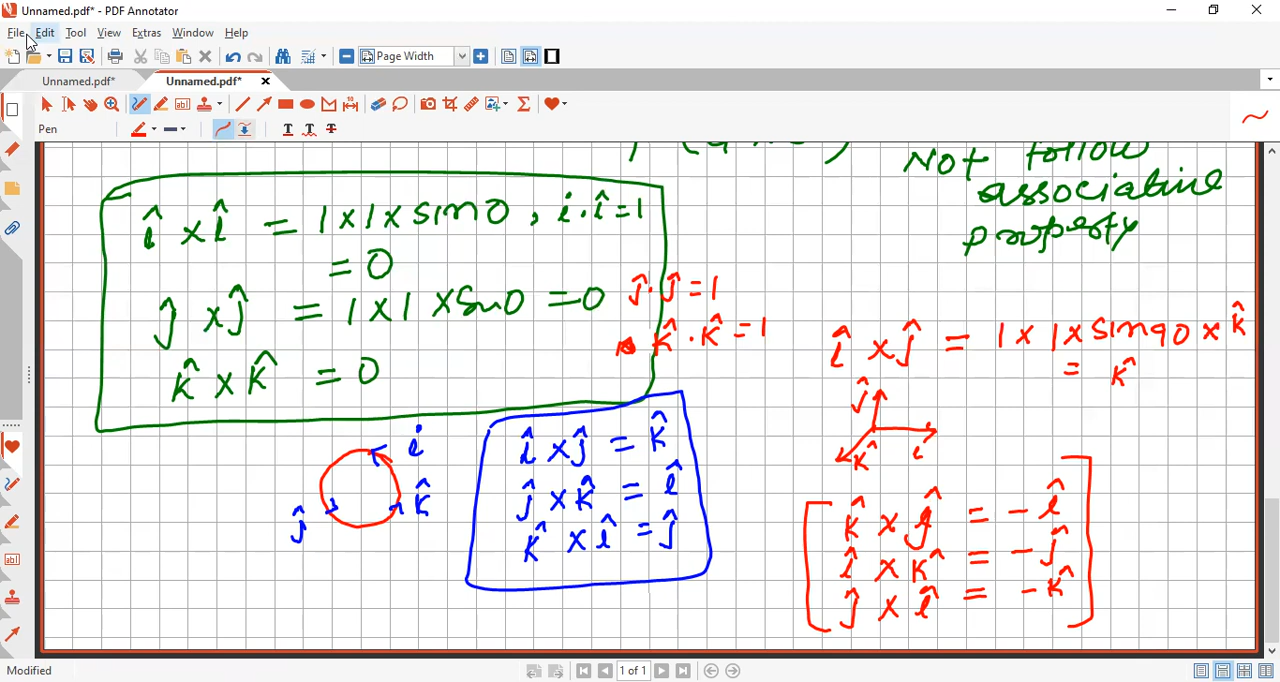 Unnamed.pdf* - PDF Annotator
File Edit Tool View Extras Window Help
Page Width
Unnamed.pdf* Unnamed.pdf*
Pen
Not follow
associative
property
î × î = 1×1×sin0, i·î=1
= 0
ĵ × ĵ = 1×1×sin0 = 0
k̂ × k̂ = 0
ĵ·ĵ = 1
k̂·k̂ = 1
î × ĵ = 1×1×sin90×k̂
= k̂
ĵ
k̂ i
i
ĵ k̂
î × ĵ = k̂
ĵ × k̂ = î
k̂ × î = ĵ
k̂ × ĵ = - î
î × k̂ = - ĵ
ĵ × î = - k̂
Modified
1 of 1